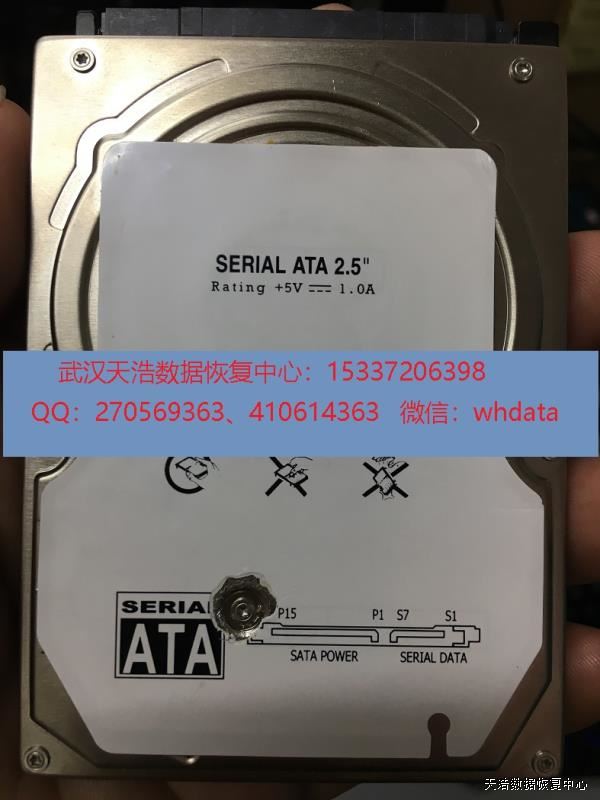 SERIAL ATA 2.5"
Rating +5V ⎓ 1.0A
武汉天浩数据恢复中心：15337206398
QQ：270569363、410614363 微信：whdata
SERIA
ATA
P15 P1 S7 S1
SATA POWER SERIAL DATA
天浩数据恢复中心